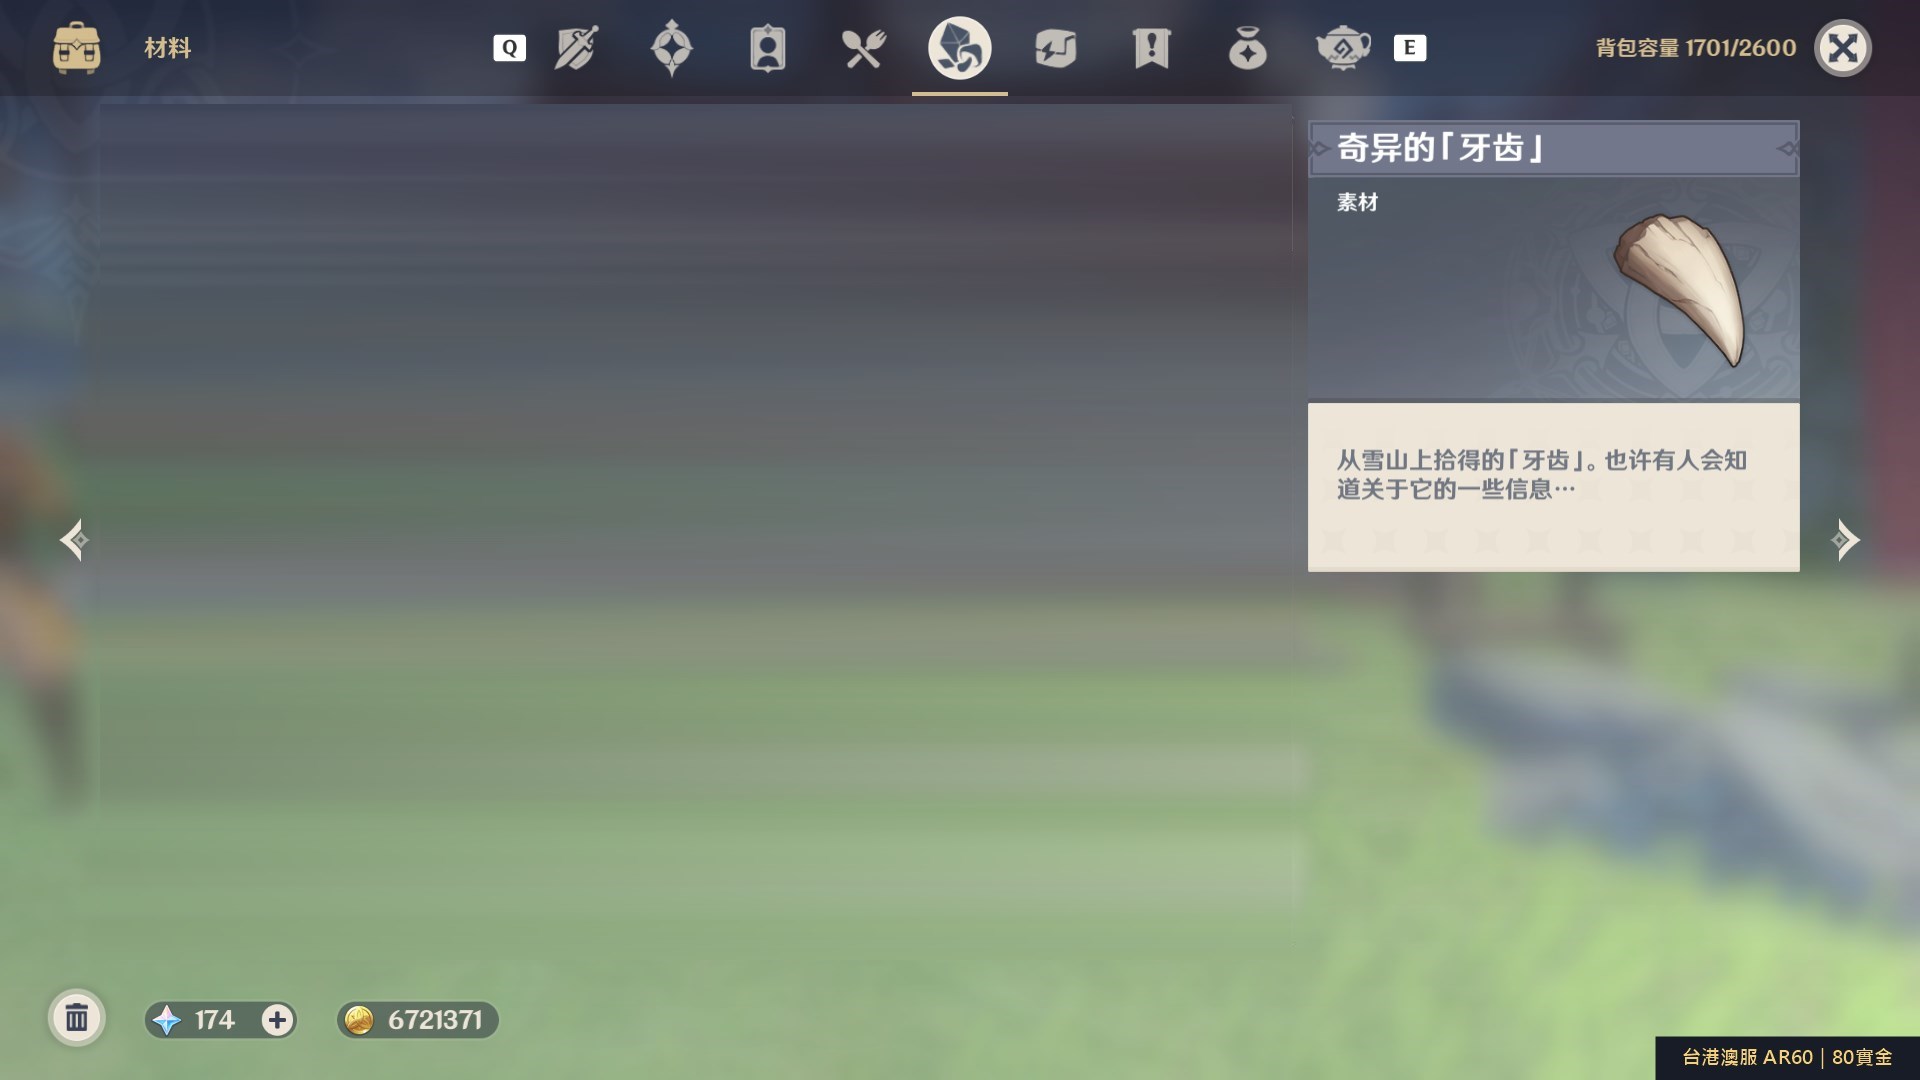 材料
Q
E
背包容量 1701/2600
奇异的「牙齿」
素材
从雪山上拾得的「牙齿」。也许有人会知
道关于它的一些信息…
174
6721371
台港澳服 AR60 | 80實金